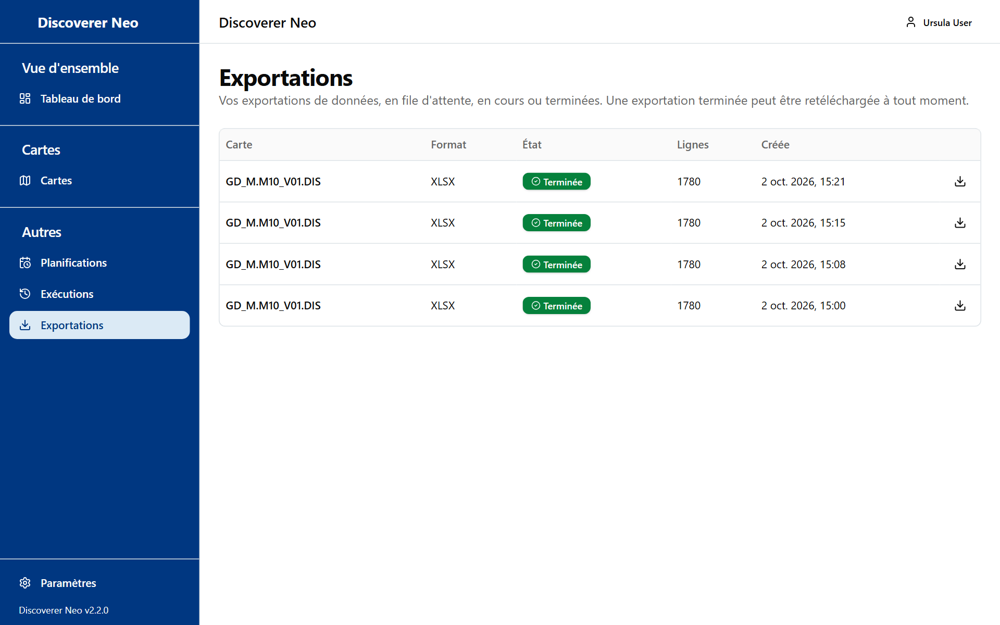 Discoverer Neo
Discoverer Neo
Ursula User
Vue d'ensemble
Tableau de bord
Cartes
Cartes
Autres
Planifications
Exécutions
Exportations
Paramètres
Discoverer Neo v2.2.0
Exportations
Vos exportations de données, en file d'attente, en cours ou terminées. Une exportation terminée peut être retéléchargée à tout moment.
Carte Format État Lignes Créée
GD_M.M10_V01.DIS XLSX Terminée 1780 2 oct. 2026, 15:21
GD_M.M10_V01.DIS XLSX Terminée 1780 2 oct. 2026, 15:15
GD_M.M10_V01.DIS XLSX Terminée 1780 2 oct. 2026, 15:08
GD_M.M10_V01.DIS XLSX Terminée 1780 2 oct. 2026, 15:00